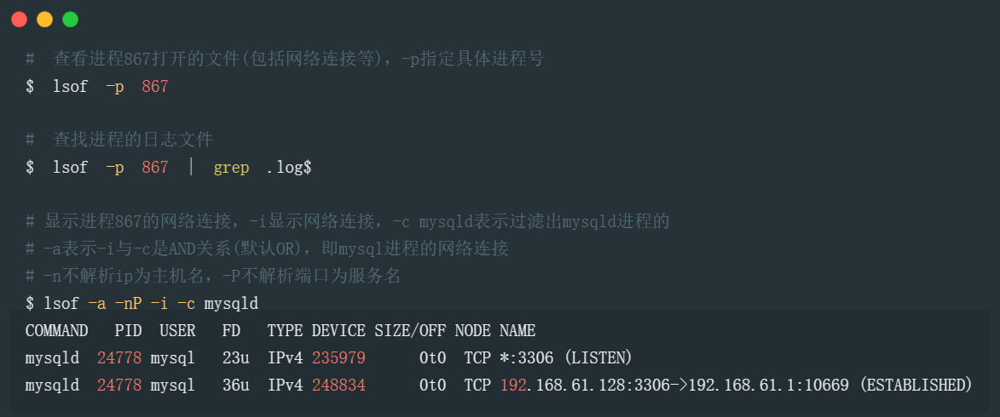 #  查看进程867打开的文件(包括网络连接等)，-p指定具体进程号
$  lsof  -p  867
#  查找进程的日志文件
$  lsof  -p  867  |  grep  .log$
# 显示进程867的网络连接，-i显示网络连接，-c mysqld表示过滤出mysqld进程的
# -a表示-i与-c是AND关系(默认OR)，即mysql进程的网络连接
# -n不解析ip为主机名，-P不解析端口为服务名
$ lsof -a -nP -i -c mysqld
COMMAND   PID  USER   FD   TYPE DEVICE SIZE/OFF NODE NAME
mysqld  24778 mysql   23u  IPv4 235979      0t0  TCP *:3306 (LISTEN)
mysqld  24778 mysql   36u  IPv4 248834      0t0  TCP 192.168.61.128:3306->192.168.61.1:10669 (ESTABLISHED)